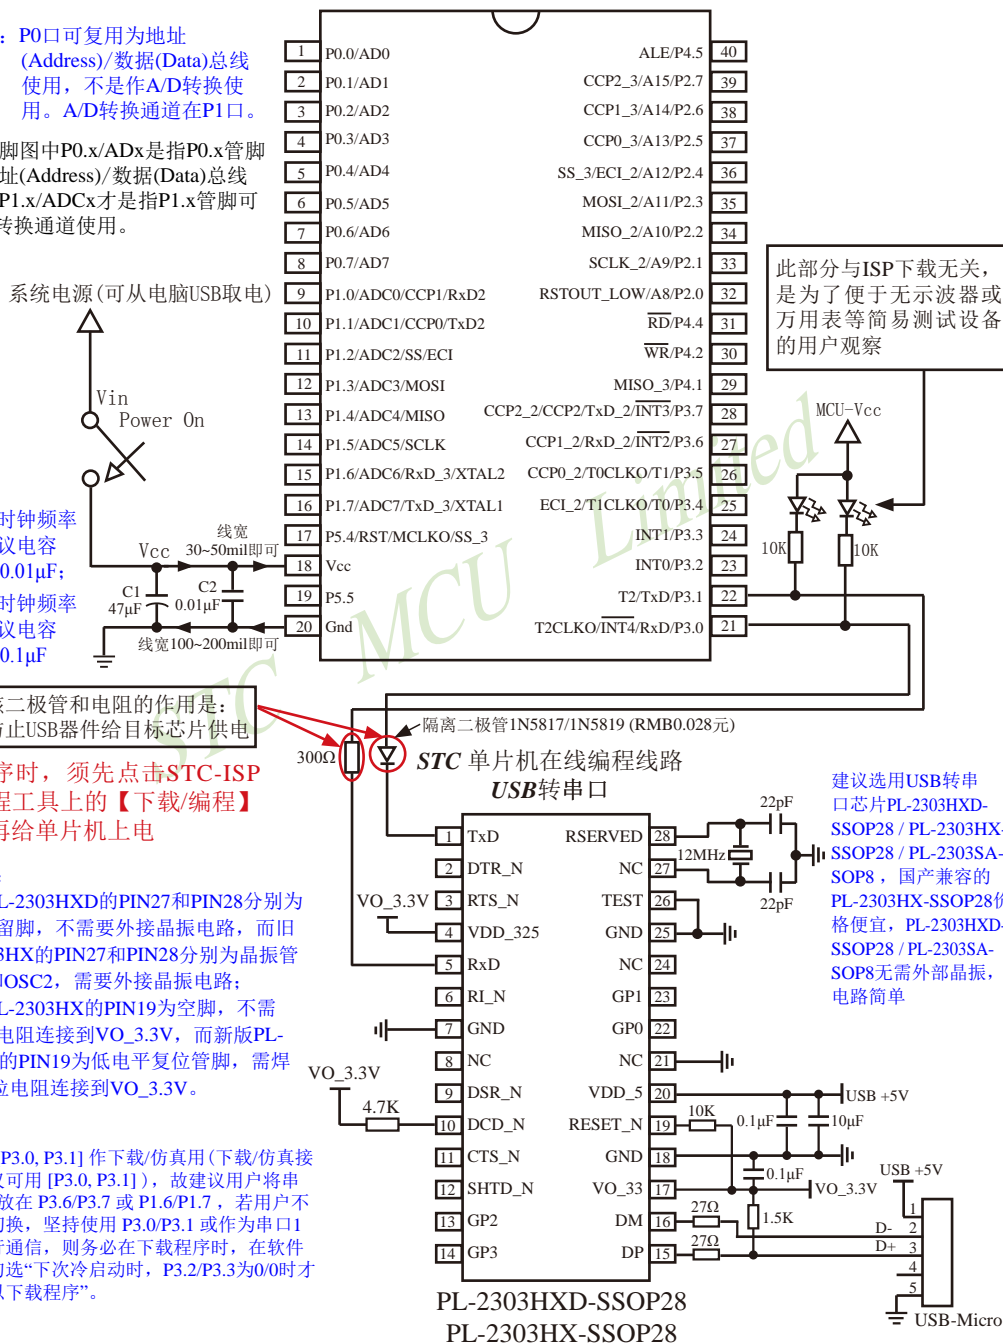 ：P0口可复用为地址
(Address)/数据(Data)总线
使用，不是作A/D转换使
用。A/D转换通道在P1口。
脚图中P0.x/ADx是指P0.x管脚
址(Address)/数据(Data)总线
P1.x/ADCx才是指P1.x管脚可
转换通道使用。
1 P0.0/AD0
2 P0.1/AD1
3 P0.2/AD2
4 P0.3/AD3
5 P0.4/AD4
6 P0.5/AD5
7 P0.6/AD6
8 P0.7/AD7
9 P1.0/ADC0/CCP1/RxD2
10 P1.1/ADC1/CCP0/TxD2
11 P1.2/ADC2/SS/ECI
12 P1.3/ADC3/MOSI
13 P1.4/ADC4/MISO
14 P1.5/ADC5/SCLK
15 P1.6/ADC6/RxD_3/XTAL2
16 P1.7/ADC7/TxD_3/XTAL1
17 P5.4/RST/MCLKO/SS_3
18 Vcc
19 P5.5
20 Gnd
ALE/P4.5 40
CCP2_3/A15/P2.7 39
CCP1_3/A14/P2.6 38
CCP0_3/A13/P2.5 37
SS_3/ECI_2/A12/P2.4 36
MOSI_2/A11/P2.3 35
MISO_2/A10/P2.2 34
SCLK_2/A9/P2.1 33
RSTOUT_LOW/A8/P2.0 32
RD/P4.4 31
WR/P4.2 30
MISO_3/P4.1 29
CCP2_2/CCP2/TxD_2/INT3/P3.7 28
CCP1_2/RxD_2/INT2/P3.6 27
CCP0_2/T0CLKO/T1/P3.5 26
ECI_2/T1CLKO/T0/P3.4 25
INT1/P3.3 24
INT0/P3.2 23
T2/TxD/P3.1 22
T2CLKO/INT4/RxD/P3.0 21
系统电源(可从电脑USB取电)
Vin
Power On
时钟频率
议电容
0.01μF；
时钟频率
议电容
0.1μF
Vcc
线宽
30~50mil即可
C1
47μF
C2
0.01μF
线宽100~200mil即可
此部分与ISP下载无关，
是为了便于无示波器或
万用表等简易测试设备
的用户观察
MCU-Vcc
10K
10K
STC MCU Limited
该二极管和电阻的作用是：
防止USB器件给目标芯片供电
300Ω
隔离二极管1N5817/1N5819 (RMB0.028元)
STC 单片机在线编程线路
USB转串口
序时，须先点击STC-ISP
程工具上的【下载/编程】
再给单片机上电
：
L-2303HXD的PIN27和PIN28分别为
留脚，不需要外接晶振电路，而旧
3HX的PIN27和PIN28分别为晶振管
OSC2，需要外接晶振电路；
L-2303HX的PIN19为空脚，不需
电阻连接到VO_3.3V，而新版PL-
的PIN19为低电平复位管脚，需焊
位电阻连接到VO_3.3V。
1 TxD
2 DTR_N
3 RTS_N
4 VDD_325
5 RxD
6 RI_N
7 GND
8 NC
9 DSR_N
10 DCD_N
11 CTS_N
12 SHTD_N
13 GP2
14 GP3
RSERVED 28
NC 27
TEST 26
GND 25
NC 24
GP1 23
GP0 22
NC 21
VDD_5 20
RESET_N 19
GND 18
VO_33 17
DM 16
DP 15
VO_3.3V
VO_3.3V
4.7K
22pF
12MHz
22pF
建议选用USB转串
口芯片PL-2303HXD-
SSOP28 / PL-2303HX-
SSOP28 / PL-2303SA-
SOP8 ，国产兼容的
PL-2303HX-SSOP28价
格便宜，PL-2303HXD-
SSOP28 / PL-2303SA-
SOP8无需外部晶振，
电路简单
USB +5V
10K
0.1μF
10μF
0.1μF
VO_3.3V
27Ω
1.5K
27Ω
USB +5V
D-
D+
1
2
3
4
5
USB-Micro
[P3.0, P3.1] 作下载/仿真用(下载/仿真接
仅可用 [P3.0, P3.1] )，故建议用户将串
放在 P3.6/P3.7 或 P1.6/P1.7 ，若用户不
切换，坚持使用 P3.0/P3.1 或作为串口1
行通信，则务必在下载程序时，在软件
勾选“下次冷启动时，P3.2/P3.3为0/0时才
以下载程序”。
PL-2303HXD-SSOP28
PL-2303HX-SSOP28